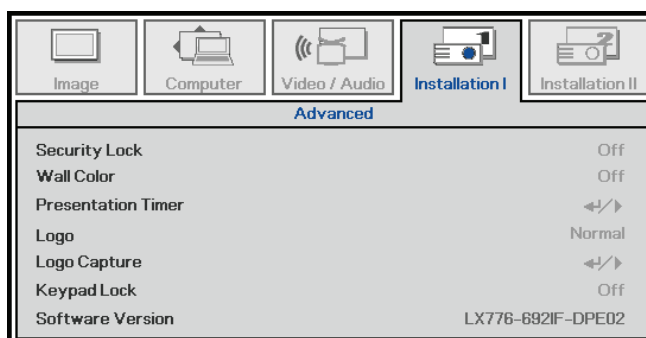 Image Computer Video / Audio Installation I Installation II
Advanced
Security Lock Off
Wall Color Off
Presentation Timer
Logo Normal
Logo Capture
Keypad Lock Off
Software Version LX776-692IF-DPE02